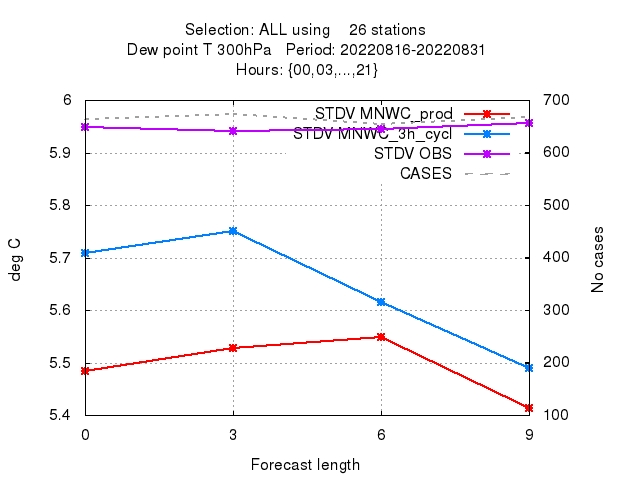 Selection: ALL using    26 stations
Dew point T 300hPa   Period: 20220816-20220831
Hours: {00,03,...,21}
6
5.9
5.8
5.7
5.6
5.5
5.4
deg C
STDV MNWC_prod
STDV MNWC_3h_cycl
STDV OBS
CASES
700
600
500
400
300
200
100
No cases
0
3
6
9
Forecast length